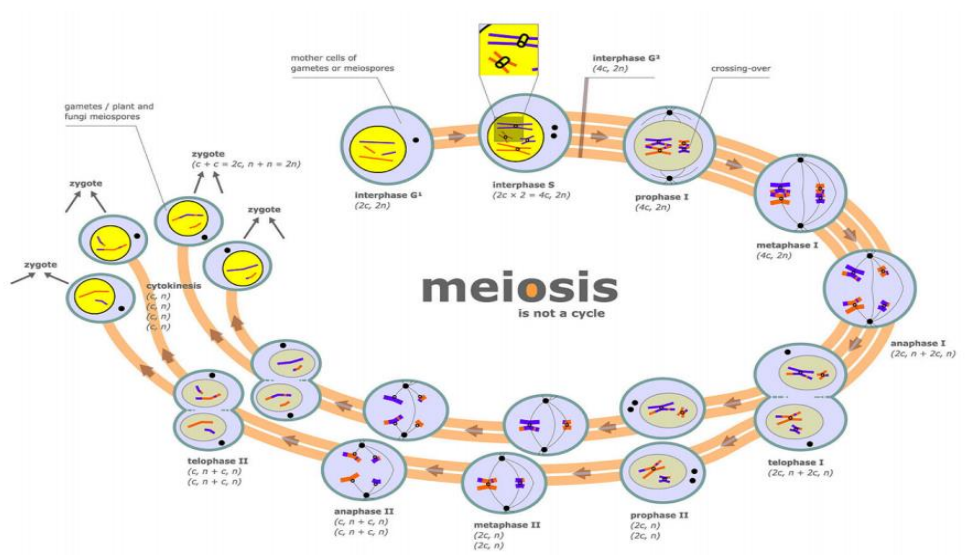 mother cells of
gametes or meiospores
interphase G²
(4c, 2n)
crossing-over
gametes / plant and
fungi meiospores
zygote
(c + c = 2c, n + n = 2n)
zygote
zygote
zygote
interphase G¹
(2c, 2n)
interphase S
(2c × 2 = 4c, 2n)
prophase I
(4c, 2n)
metaphase I
(4c, 2n)
cytokinesis
(c, n)
(c, n)
(c, n)
(c, n)
meiosis
is not a cycle
anaphase I
(2c, n + 2c, n)
telophase I
(2c, n + 2c, n)
telophase II
(c, n + c, n)
(c, n + c, n)
anaphase II
(c, n + c, n)
(c, n + c, n)
metaphase II
(2c, n)
(2c, n)
prophase II
(2c, n)
(2c, n)